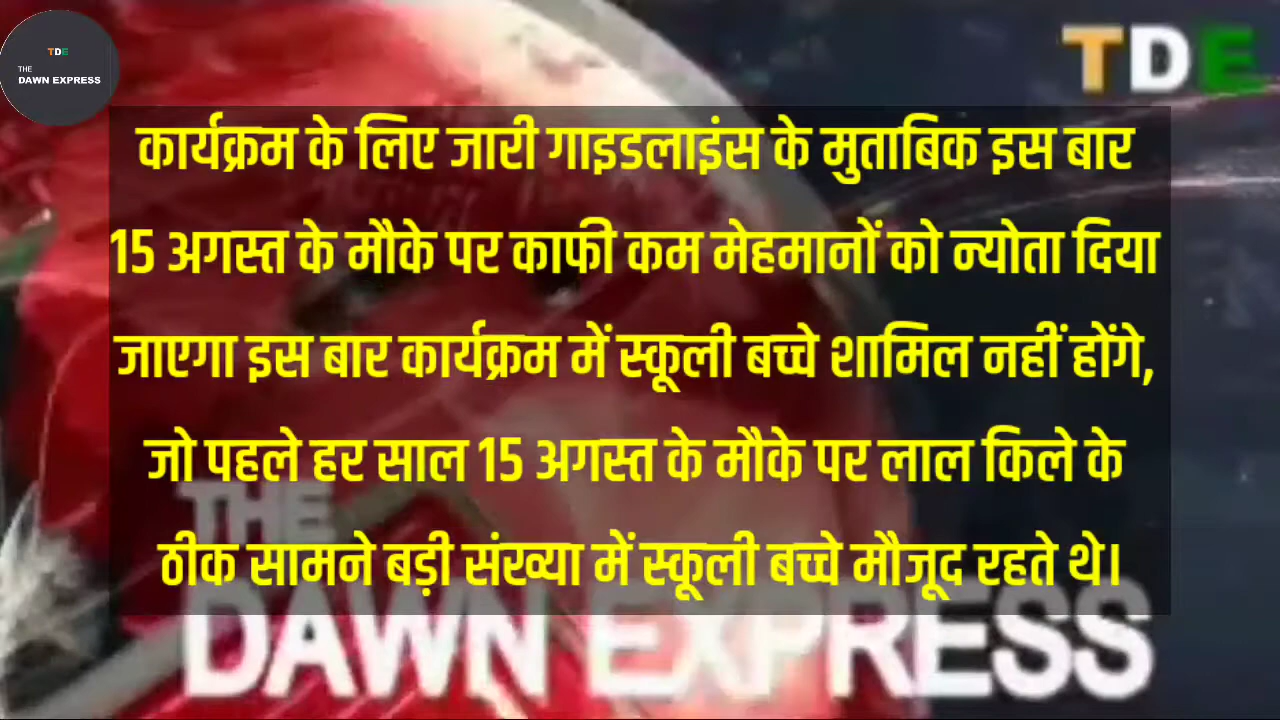 TDE
THE
DAWN EXPRESS
TDE
कार्यक्रम के लिए जारी गाइडलाइंस के मुताबिक इस बार
15 अगस्त के मौके पर काफी कम मेहमानों को न्योता दिया
जाएगा इस बार कार्यक्रम में स्कूली बच्चे शामिल नहीं होंगे,
जो पहले हर साल 15 अगस्त के मौके पर लाल किले के
ठीक सामने बड़ी संख्या में स्कूली बच्चे मौजूद रहते थे।
THE
DAWN EXPRESS